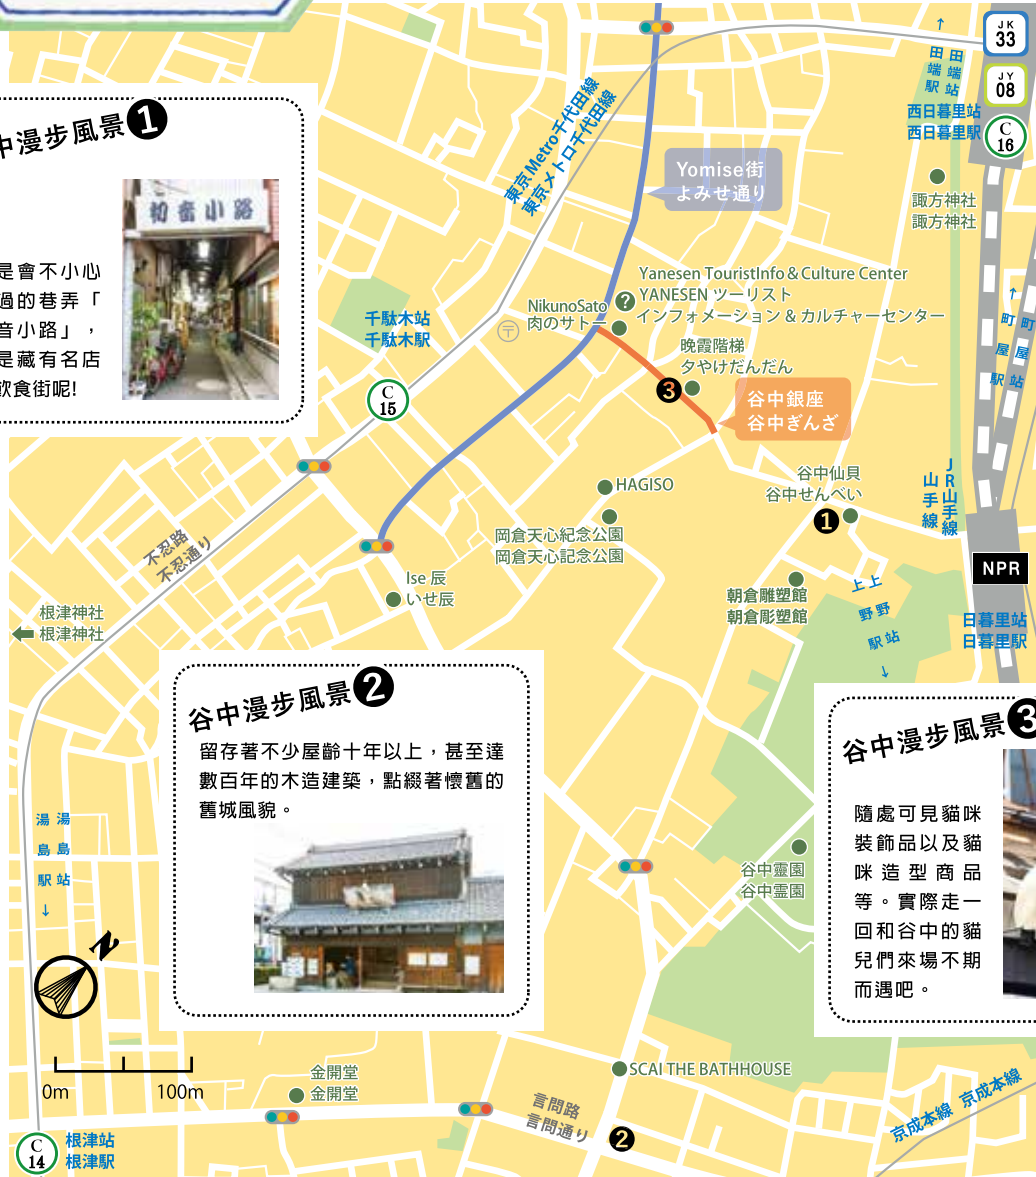 JK
33
JY
08
C
16
↑
田端站
田端駅
西日暮里站
西日暮里駅
諏方神社
諏方神社
中漫步風景1
初音小路
是會不小心
過的巷弄「
音小路」，
是藏有名店
飲食街呢!
東京Metro千代田線
東京メトロ千代田線
Yomise街
よみせ通り
Yanesen TouristInfo & Culture Center
YANESEN ツーリスト
インフォメーション & カルチャーセンター
?
NikunoSato
肉のサトー
〒
千駄木站
千駄木駅
C
15
晚霞階梯
夕やけだんだん
3
谷中銀座
谷中ぎんざ
↑
町屋站
町屋駅
JR山手線
山手線
谷中仙貝
谷中せんべい
1
HAGISO
岡倉天心紀念公園
岡倉天心記念公園
不忍路
不忍通り
NPR
Ise 辰
いせ辰
朝倉雕塑館
朝倉彫塑館
上野站
上野駅
↓
日暮里站
日暮里駅
根津神社
← 根津神社
谷中漫步風景2
留存著不少屋齡十年以上，甚至達
數百年的木造建築，點綴著懷舊的
舊城風貌。
谷中漫步風景3
隨處可見貓咪
裝飾品以及貓
咪造型商品
等。實際走一
回和谷中的貓
兒們來場不期
而遇吧。
湯島站
湯島駅
↓
谷中靈園
谷中霊園
N
0m 100m
金開堂
金開堂
SCAI THE BATHHOUSE
言問路
言問通り
2
京成本線 京成本線
C
14
根津站
根津駅